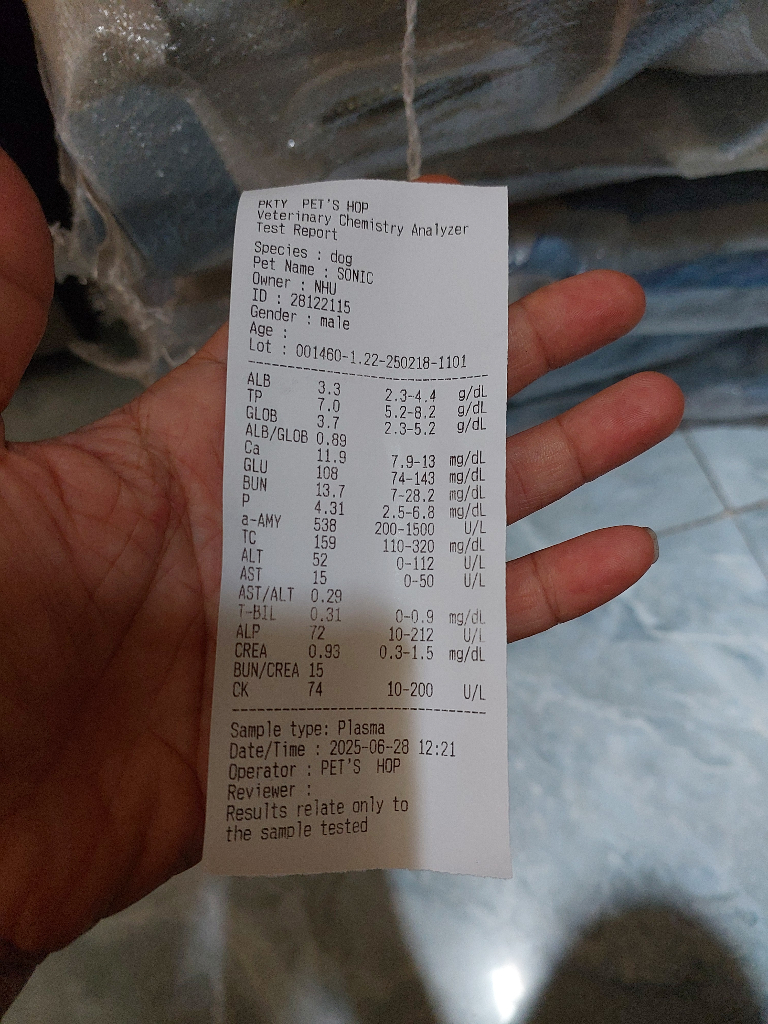 PKTY PET'S HOP
Veterinary Chemistry Analyzer
Test Report
Species : dog
Pet Name : SONIC
Owner : NHU
ID : 28122115
Gender : male
Age :
Lot : 001460-1.22-250218-1101
ALB 3.3 2.3-4.4 g/dL
TP 7.0 5.2-8.2 g/dL
GLOB 3.7 2.3-5.2 g/dL
ALB/GLOB 0.89
Ca 11.9 7.9-13 mg/dL
GLU 108 74-143 mg/dL
BUN 13.7 7-28.2 mg/dL
P 4.31 2.5-6.8 mg/dL
a-AMY 538 200-1500 U/L
TC 159 110-320 mg/dL
ALT 52 0-112 U/L
AST 15 0-50 U/L
AST/ALT 0.29
T-BIL 0.31 0-0.9 mg/dL
ALP 72 10-212 U/L
CREA 0.93 0.3-1.5 mg/dL
BUN/CREA 15
CK 74 10-200 U/L
Sample type: Plasma
Date/Time : 2025-06-28 12:21
Operator : PET'S HOP
Reviewer :
Results relate only to
the sample tested